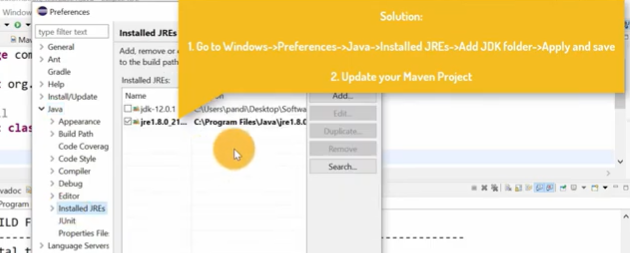 Window
Preferences
Solution:
1. Go to Windows->Preferences->Java->Installed JREs->Add JDK folder->Apply and save
2. Update your Maven Project
type filter text
Installed JREs
General
Ant
Gradle
Help
Install/Update
Java
Appearance
Build Path
Code Coverag
Code Style
Compiler
Debug
Editor
Installed JREs
JUnit
Properties File
Language Servers
Add, remove or e
to the build path
Installed JREs:
Name
jdk-12.0.1
C:\Users\pandi\Desktop\Softwa
jre1.8.0_21...
C:\Program Files\Java\jre1.8.0
Add...
Edit...
Duplicate...
Remove
Search...
ge com
t org.
t class
vadoc
Program
ILD F
tal t